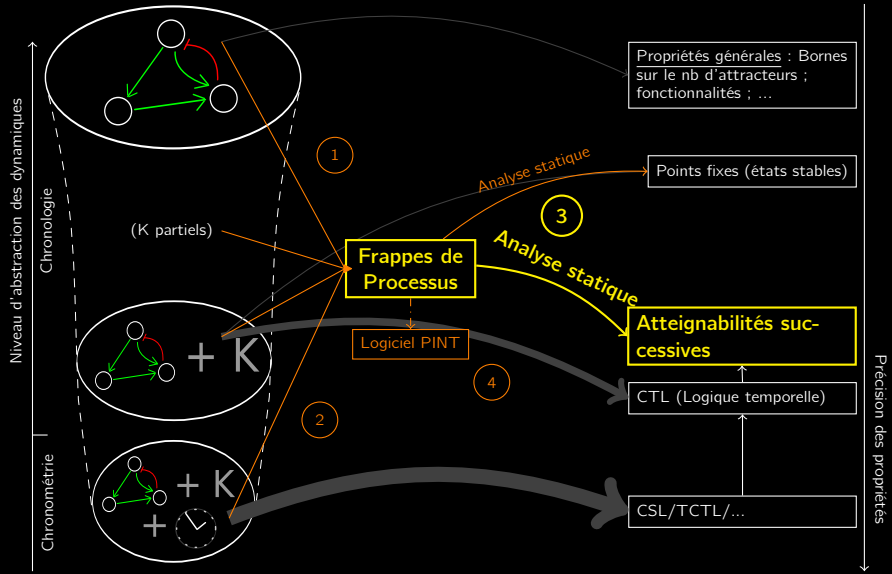 Niveau d'abstraction des dynamiques
Chronologie
Chronométrie
1
Propriétés générales : Bornes
sur le nb d'attracteurs ;
fonctionnalités ; ...
Analyse statique
Points fixes (états stables)
3
(K partiels)
Frappes de
Processus
Analyse statique
Atteignabilités suc-
cessives
Logiciel PINT
+ K
4
CTL (Logique temporelle)
2
+ K
+
CSL/TCTL/...
Précision des propriétés